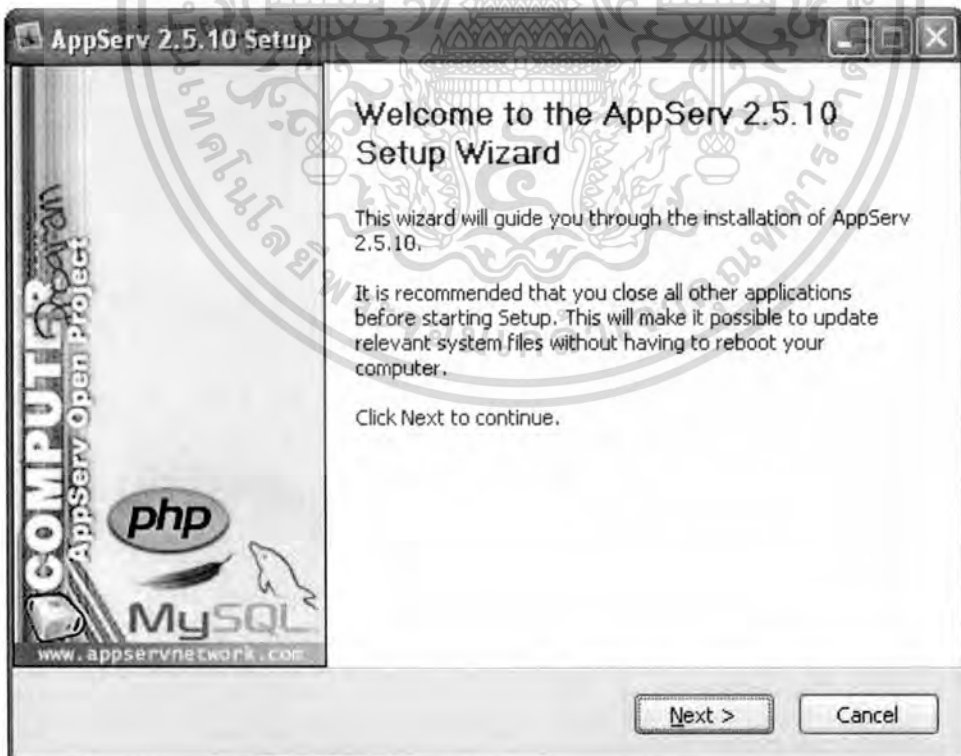 AppServ 2.5.10 Setup
Welcome to the AppServ 2.5.10
Setup Wizard
This wizard will guide you through the installation of AppServ
2.5.10.
It is recommended that you close all other applications
before starting Setup. This will make it possible to update
relevant system files without having to reboot your
computer.
Click Next to continue.
COMPUTER
Program
AppServ Open Project
php
MySQL
www.appservnetwork.com
Next >
Cancel